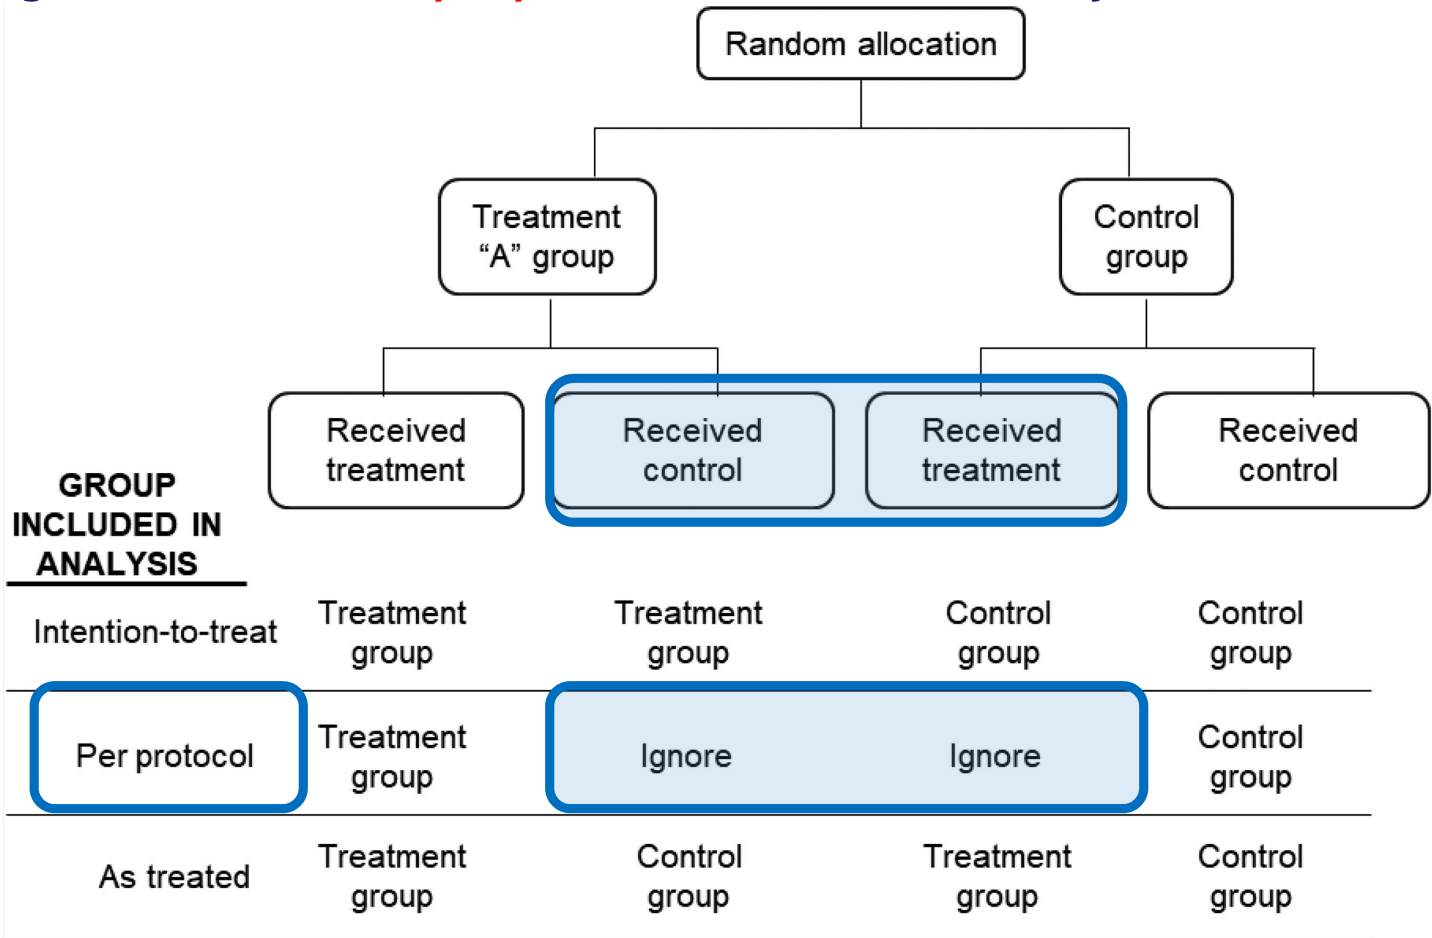 Random allocation
Treatment
“A” group
Control
group
Received
treatment
Received
control
Received
treatment
Received
control
GROUP
INCLUDED IN
ANALYSIS
Intention-to-treat
Treatment
group
Treatment
group
Control
group
Control
group
Per protocol
Treatment
group
Ignore
Ignore
Control
group
As treated
Treatment
group
Control
group
Treatment
group
Control
group